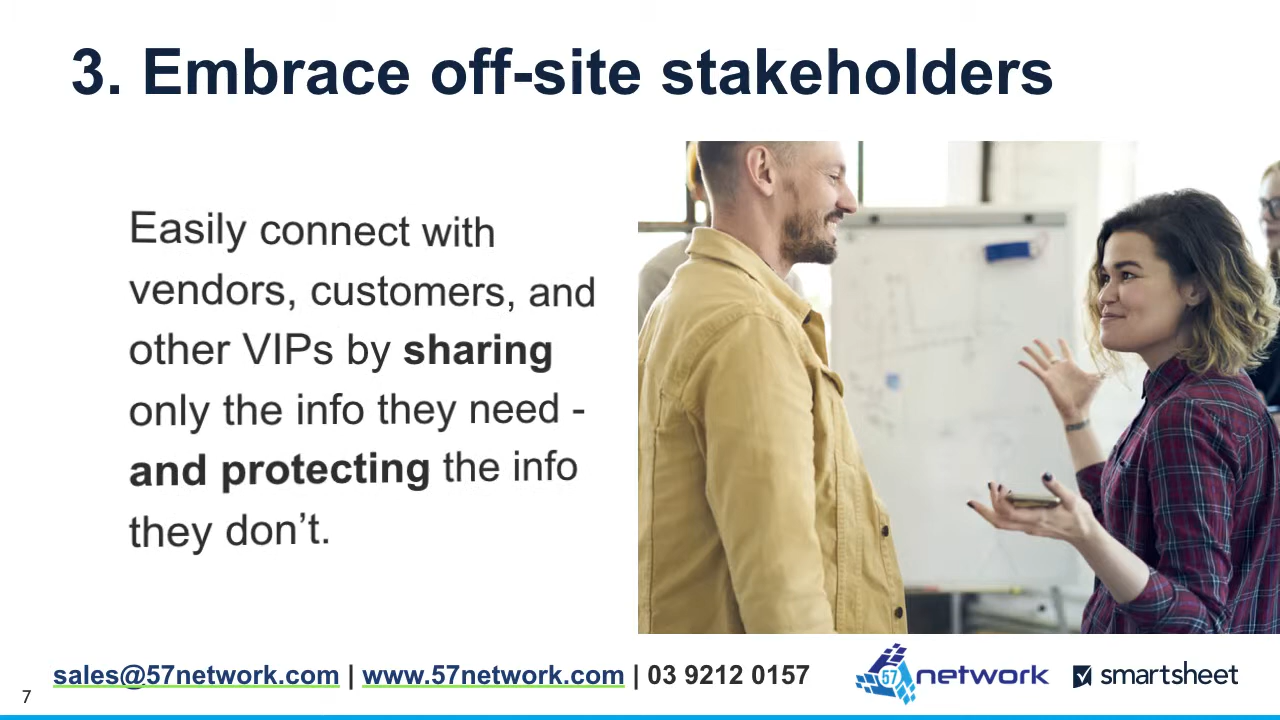 3. Embrace off-site stakeholders
Easily connect with
vendors, customers, and
other VIPs by sharing
only the info they need -
and protecting the info
they don’t.
sales@57network.com | www.57network.com | 03 9212 0157
57 network
smartsheet
7